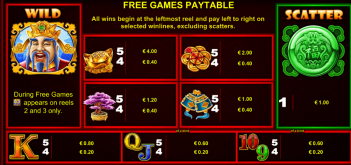 FREE GAMES PAYTABLE
WILD
All wins begin at the leftmost reel and pay left to right on
selected winlines, excluding scatters.
SCATTER
5 € 4.00
4 € 0.40
5 € 2.00
4 € 0.40
During Free Games
appears on reels
2 and 3 only.
5 € 1.20
4 € 0.40
5 € 1.00
4 € 0.40
1 € 1.00
K 5 € 0.80
4 € 0.20
Q J 5 € 0.60
4 € 0.20
10 9 5 € 0.60
4 € 0.20